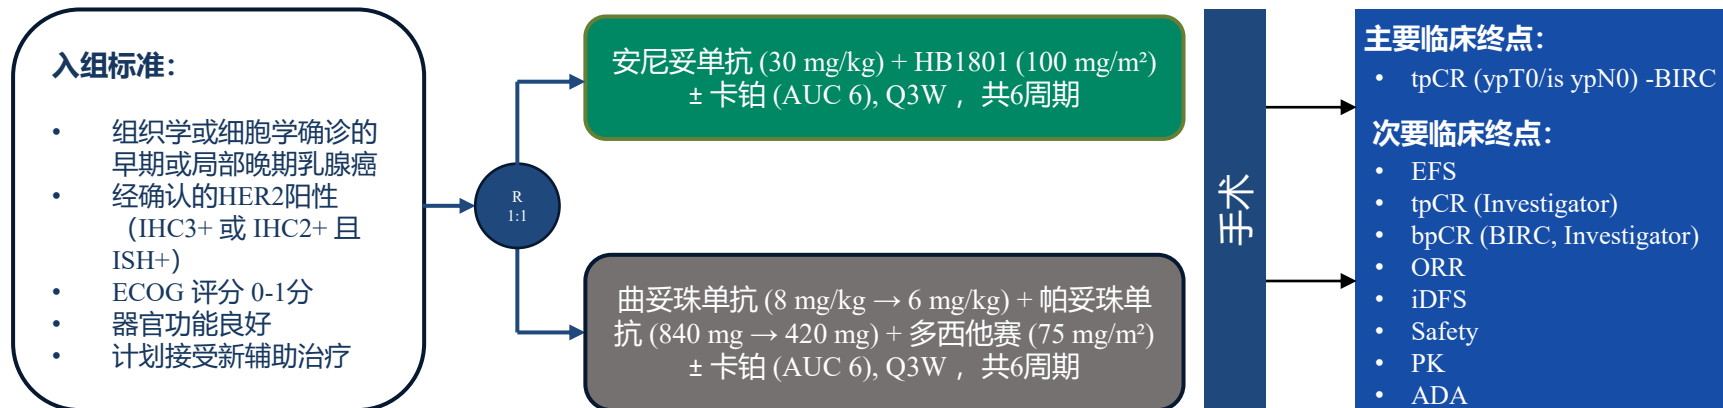 入组标准：
• 组织学或细胞学确诊的
早期或局部晚期乳腺癌
• 经确认的HER2阳性
（IHC3+ 或 IHC2+ 且
ISH+）
• ECOG 评分 0-1分
• 器官功能良好
• 计划接受新辅助治疗
R
1:1
安尼妥单抗 (30 mg/kg) + HB1801 (100 mg/m²)
± 卡铂 (AUC 6), Q3W ，共6周期
曲妥珠单抗 (8 mg/kg → 6 mg/kg) + 帕妥珠单
抗 (840 mg → 420 mg) + 多西他赛 (75 mg/m²)
± 卡铂 (AUC 6), Q3W ，共6周期
手术
主要临床终点：
• tpCR (ypT0/is ypN0) -BIRC
次要临床终点：
• EFS
• tpCR (Investigator)
• bpCR (BIRC, Investigator)
• ORR
• iDFS
• Safety
• PK
• ADA